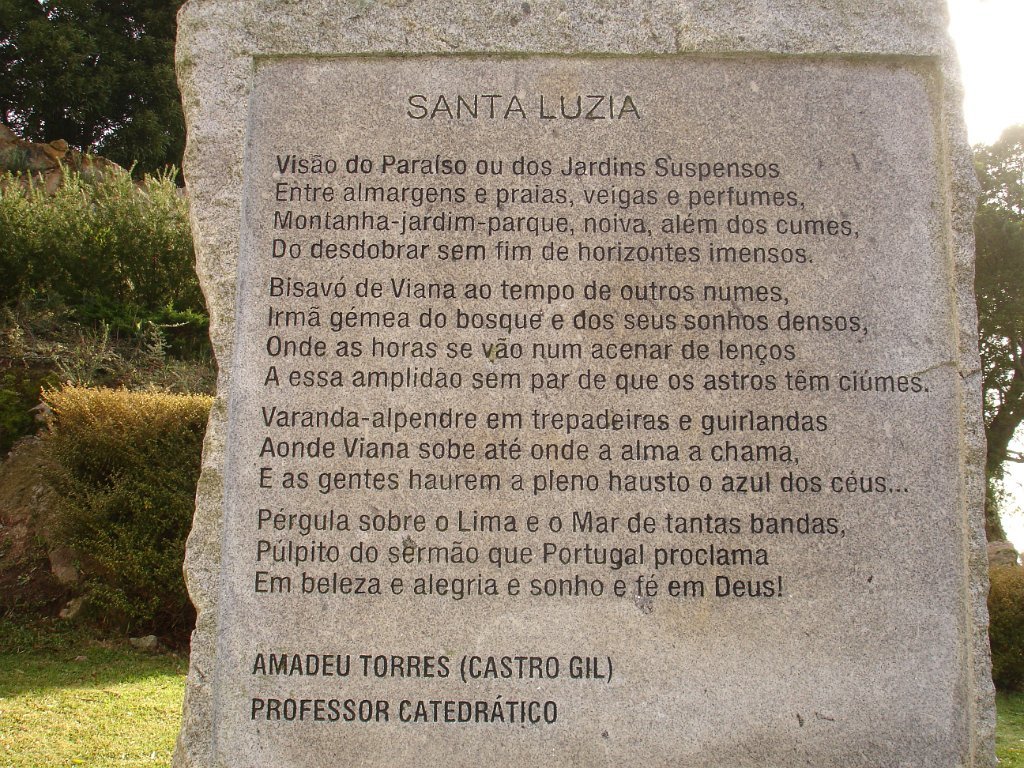 SANTA LUZIA
Visão do Paraíso ou dos Jardins Suspensos
Entre almargens e praias, veigas e perfumes,
Montanha-jardim-parque, noiva, além dos cumes,
Do desdobrar sem fim de horizontes imensos.
Bisavó de Viana ao tempo de outros numes,
Irmã gémea do bosque e dos seus sonhos densos,
Onde as horas se vão num acenar de lenços
A essa amplidão sem par de que os astros têm ciúmes.
Varanda-alpendre em trepadeiras e guirlandas
Aonde Viana sobe até onde a alma a chama,
E as gentes haurem a pleno hausto o azul dos céus...
Pérgula sobre o Lima e o Mar de tantas bandas,
Púlpito do sermão que Portugal proclama
Em beleza e alegria e sonho e fé em Deus!
AMADEU TORRES (CASTRO GIL)
PROFESSOR CATEDRÁTICO